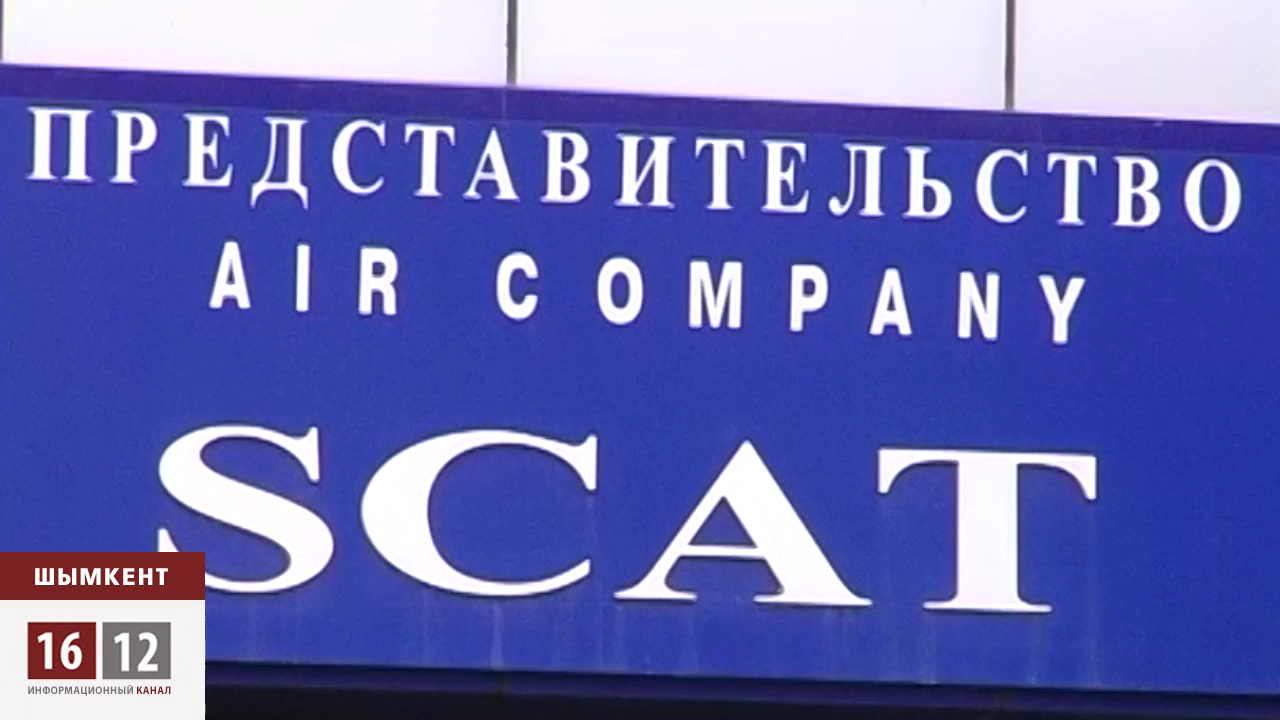 ПРЕДСТАВИТЕЛЬСТВО
AIR COMPANY
SCAT
ШЫМКЕНТ
16 12
ИНФОРМАЦИОННЫЙ КАНАЛ